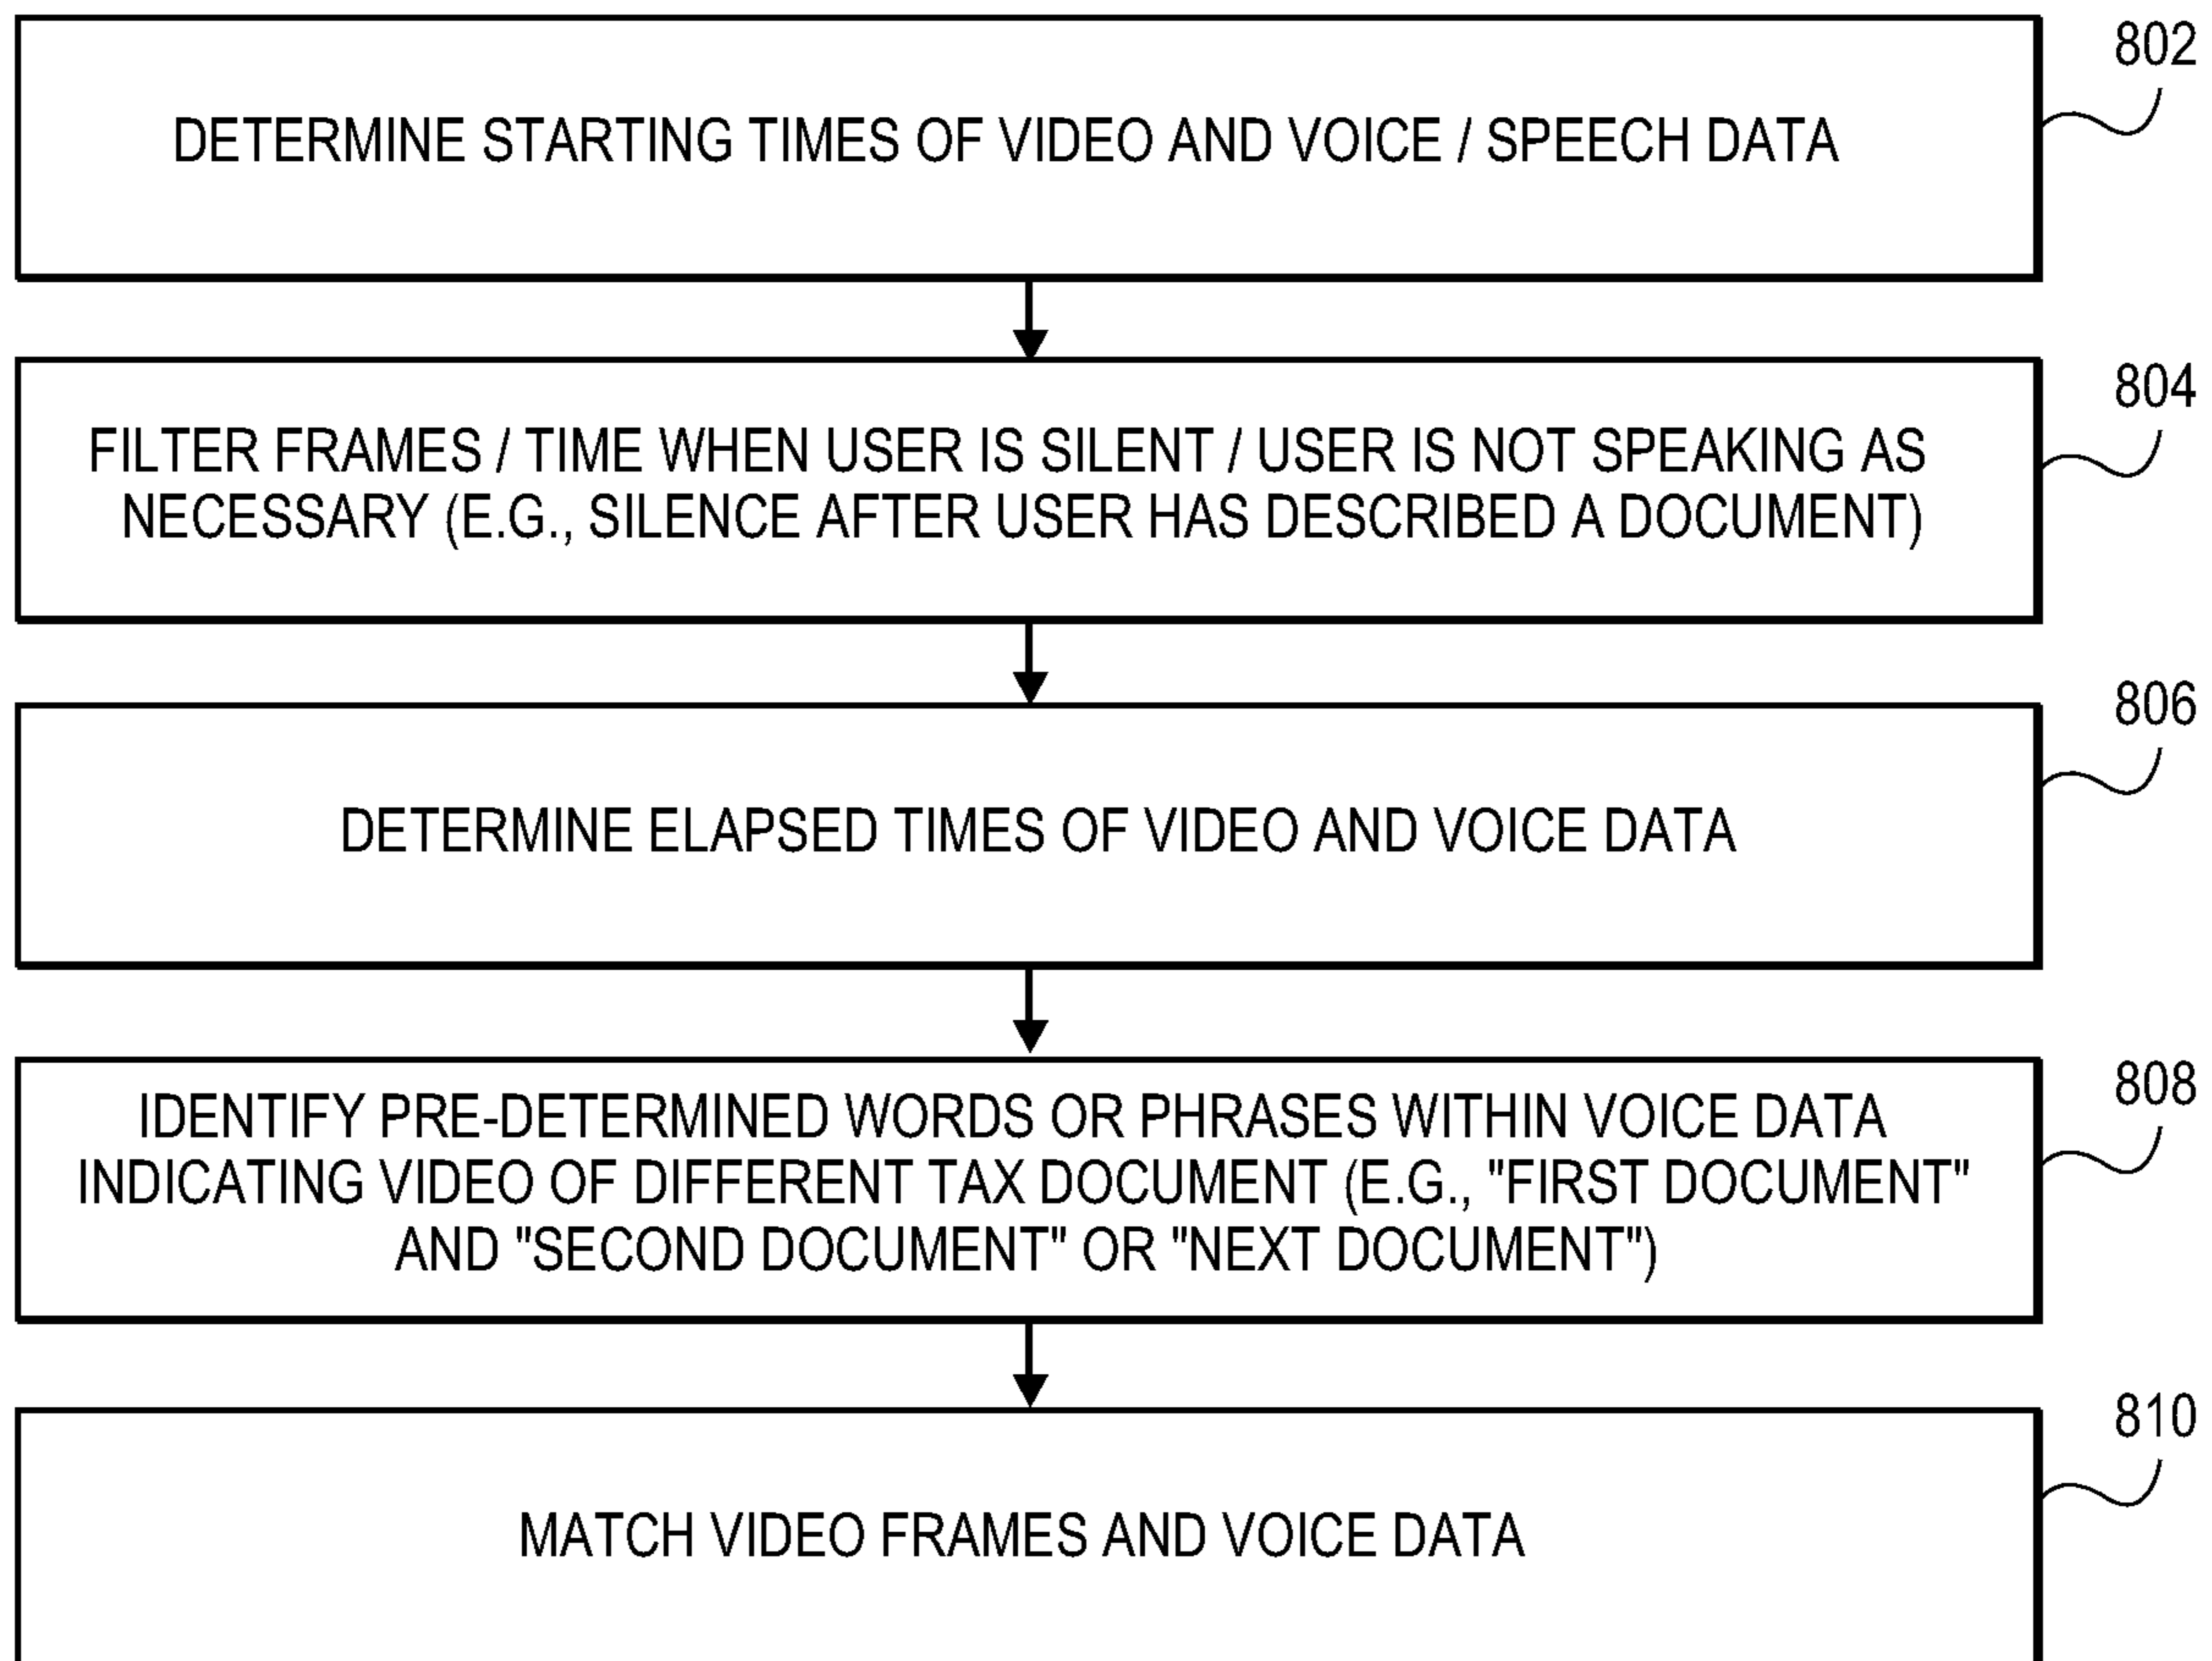 802
DETERMINE STARTING TIMES OF VIDEO AND VOICE / SPEECH DATA
804
FILTER FRAMES / TIME WHEN USER IS SILENT / USER IS NOT SPEAKING AS
NECESSARY (E.G., SILENCE AFTER USER HAS DESCRIBED A DOCUMENT)
806
DETERMINE ELAPSED TIMES OF VIDEO AND VOICE DATA
808
IDENTIFY PRE-DETERMINED WORDS OR PHRASES WITHIN VOICE DATA
INDICATING VIDEO OF DIFFERENT TAX DOCUMENT (E.G., "FIRST DOCUMENT"
AND "SECOND DOCUMENT" OR "NEXT DOCUMENT")
810
MATCH VIDEO FRAMES AND VOICE DATA